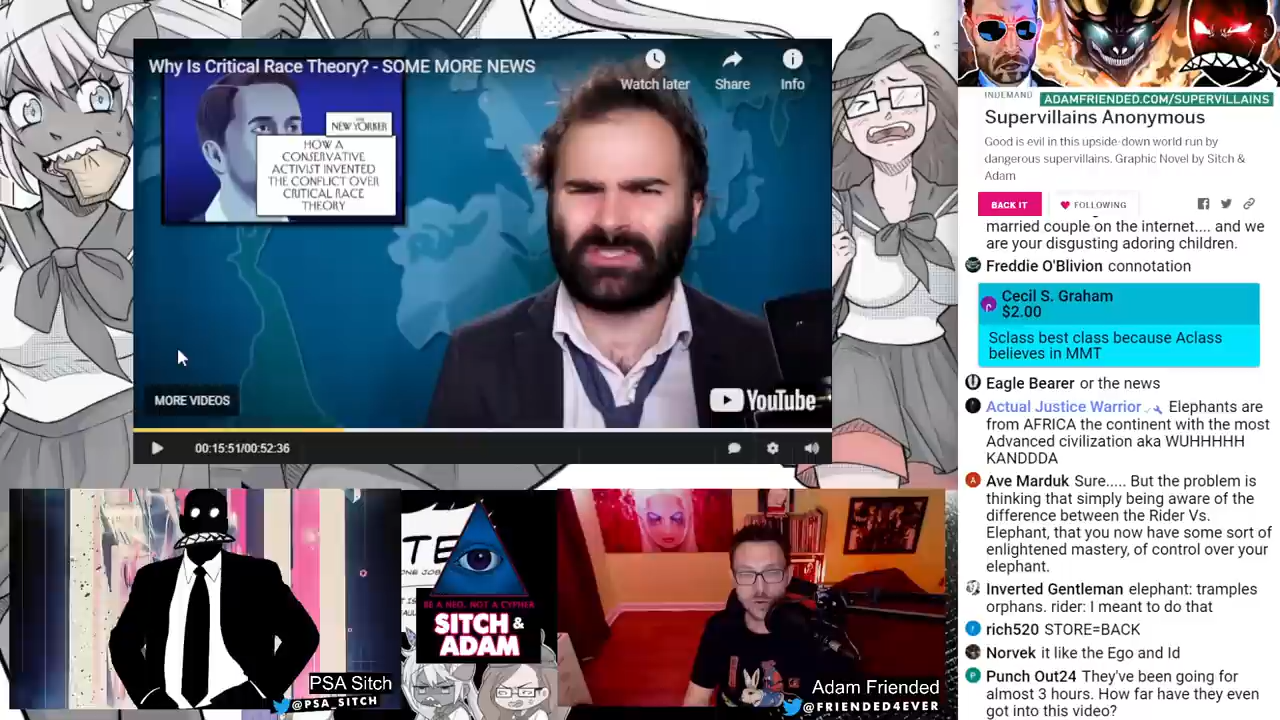 Why Is Critical Race Theory? - SOME MORE NEWS
Watch later
Share
Info
NEW YORKER
HOW A
CONSERVATIVE
ACTIVIST INVENTED
THE CONFLICT OVER
CRITICAL RACE
THEORY
MORE VIDEOS
YouTube
00:15:51/00:52:36
PSA Sitch
@PSA_SITCH
BE A NEO, NOT A CYPHER
SITCH &
ADAM
Adam Friended
@FRIENDED4EVER
INDEMAND
ADAMFRIENDED.COM/SUPERVILLAINS
Supervillains Anonymous
Good is evil in this upside-down world run by
dangerous supervillains. Graphic Novel by Sitch &
Adam
BACK IT
FOLLOWING
married couple on the internet.... and we
are your disgusting adoring children.
Freddie O'Blivion connotation
Cecil S. Graham
$2.00
Sclass best class because Aclass
believes in MMT
Eagle Bearer or the news
Actual Justice Warrior Elephants are
from AFRICA the continent with the most
Advanced civilization aka WUHHHHH
KANDDDA
Ave Marduk Sure..... But the problem is
thinking that simply being aware of the
difference between the Rider Vs.
Elephant, that you now have some sort of
enlightened mastery, of control over your
elephant.
Inverted Gentleman elephant: tramples
orphans. rider: I meant to do that
rich520 STORE=BACK
Norvek it like the Ego and Id
Punch Out24 They've been going for
almost 3 hours. How far have they even
got into this video?